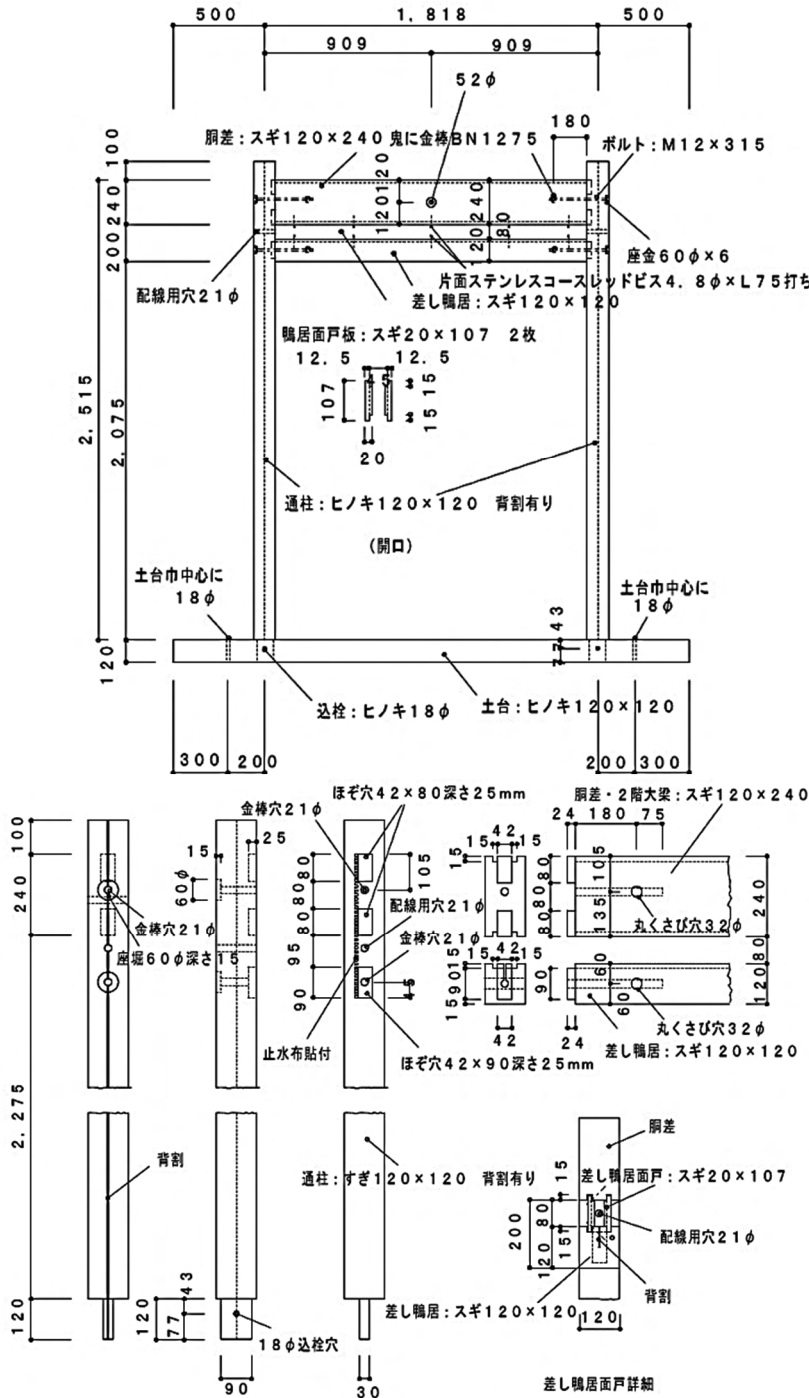 500
1,818
500
909
909
52φ
180
胴差：スギ120×240 鬼に金棒BN1275
ボルト：M12×315
100
240
200
120
120
240
120
80
120
座金60φ×6
配線用穴21φ
片面ステンレスコースレッドビス4．8φ×L75打ち
差し鴨居：スギ120×120
鴨居面戸板：スギ20×107 2枚
12．5
12．5
107
15
15
20
2,515
2,075
通柱：ヒノキ120×120 背割有り
(開口)
土台巾中心に
18φ
土台巾中心に
18φ
43
77
120
込栓：ヒノキ18φ
土台：ヒノキ120×120
300
200
200
300
100
240
2,275
120
金棒穴21φ
座堀60φ深さ15
背割
15
25
60φ
43
120
77
90
18φ込栓穴
金棒穴21φ
ほぞ穴42×80深さ25mm
80
80
80
95
90
105
配線用穴21φ
金棒穴21φ
45
止水布貼付
ほぞ穴42×90深さ25mm
通柱：すぎ120×120 背割有り
30
胴差・2階大梁：スギ120×240
42
15
15
15
80
80
80
24
180
75
105
135
240
80
120
丸くさび穴32φ
15
42
15
15
90
15
42
90
60
60
24
丸くさび穴32φ
差し鴨居：スギ120×120
胴差
差し鴨居面戸：スギ20×107
15
200
80
120
15
配線用穴21φ
背割
差し鴨居：スギ120×120
120
差し鴨居面戸詳細